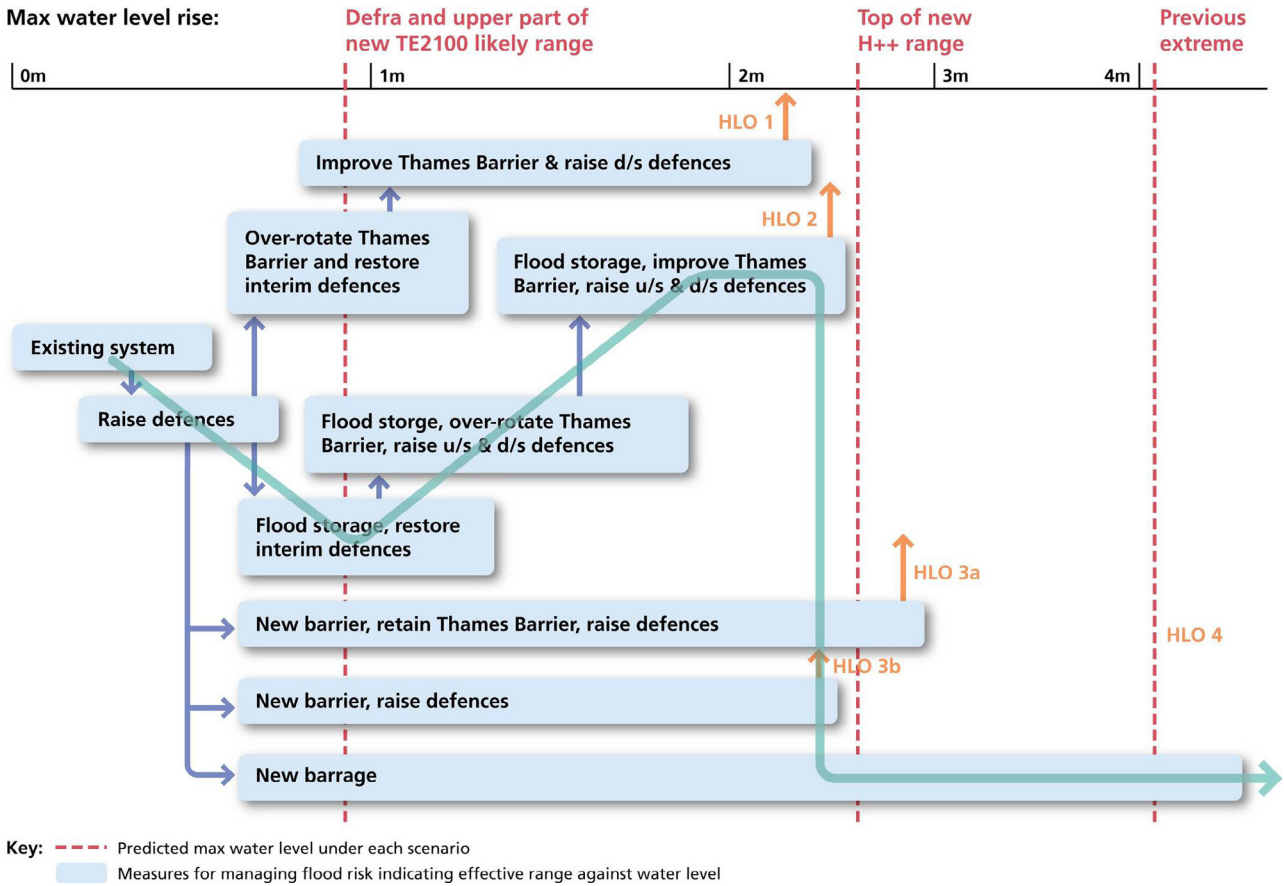 Max water level rise:
Defra and upper part of
new TE2100 likely range
Top of new
H++ range
Previous
extreme
0m
1m
2m
3m
4m
HLO 1
Improve Thames Barrier & raise d/s defences
HLO 2
Over-rotate Thames
Barrier and restore
interim defences
Flood storage, improve Thames
Barrier, raise u/s & d/s defences
Existing system
Raise defences
Flood storge, over-rotate Thames
Barrier, raise u/s & d/s defences
Flood storage, restore
interim defences
HLO 3a
New barrier, retain Thames Barrier, raise defences
HLO 4
HLO 3b
New barrier, raise defences
New barrage
Key:
Predicted max water level under each scenario
Measures for managing flood risk indicating effective range against water level